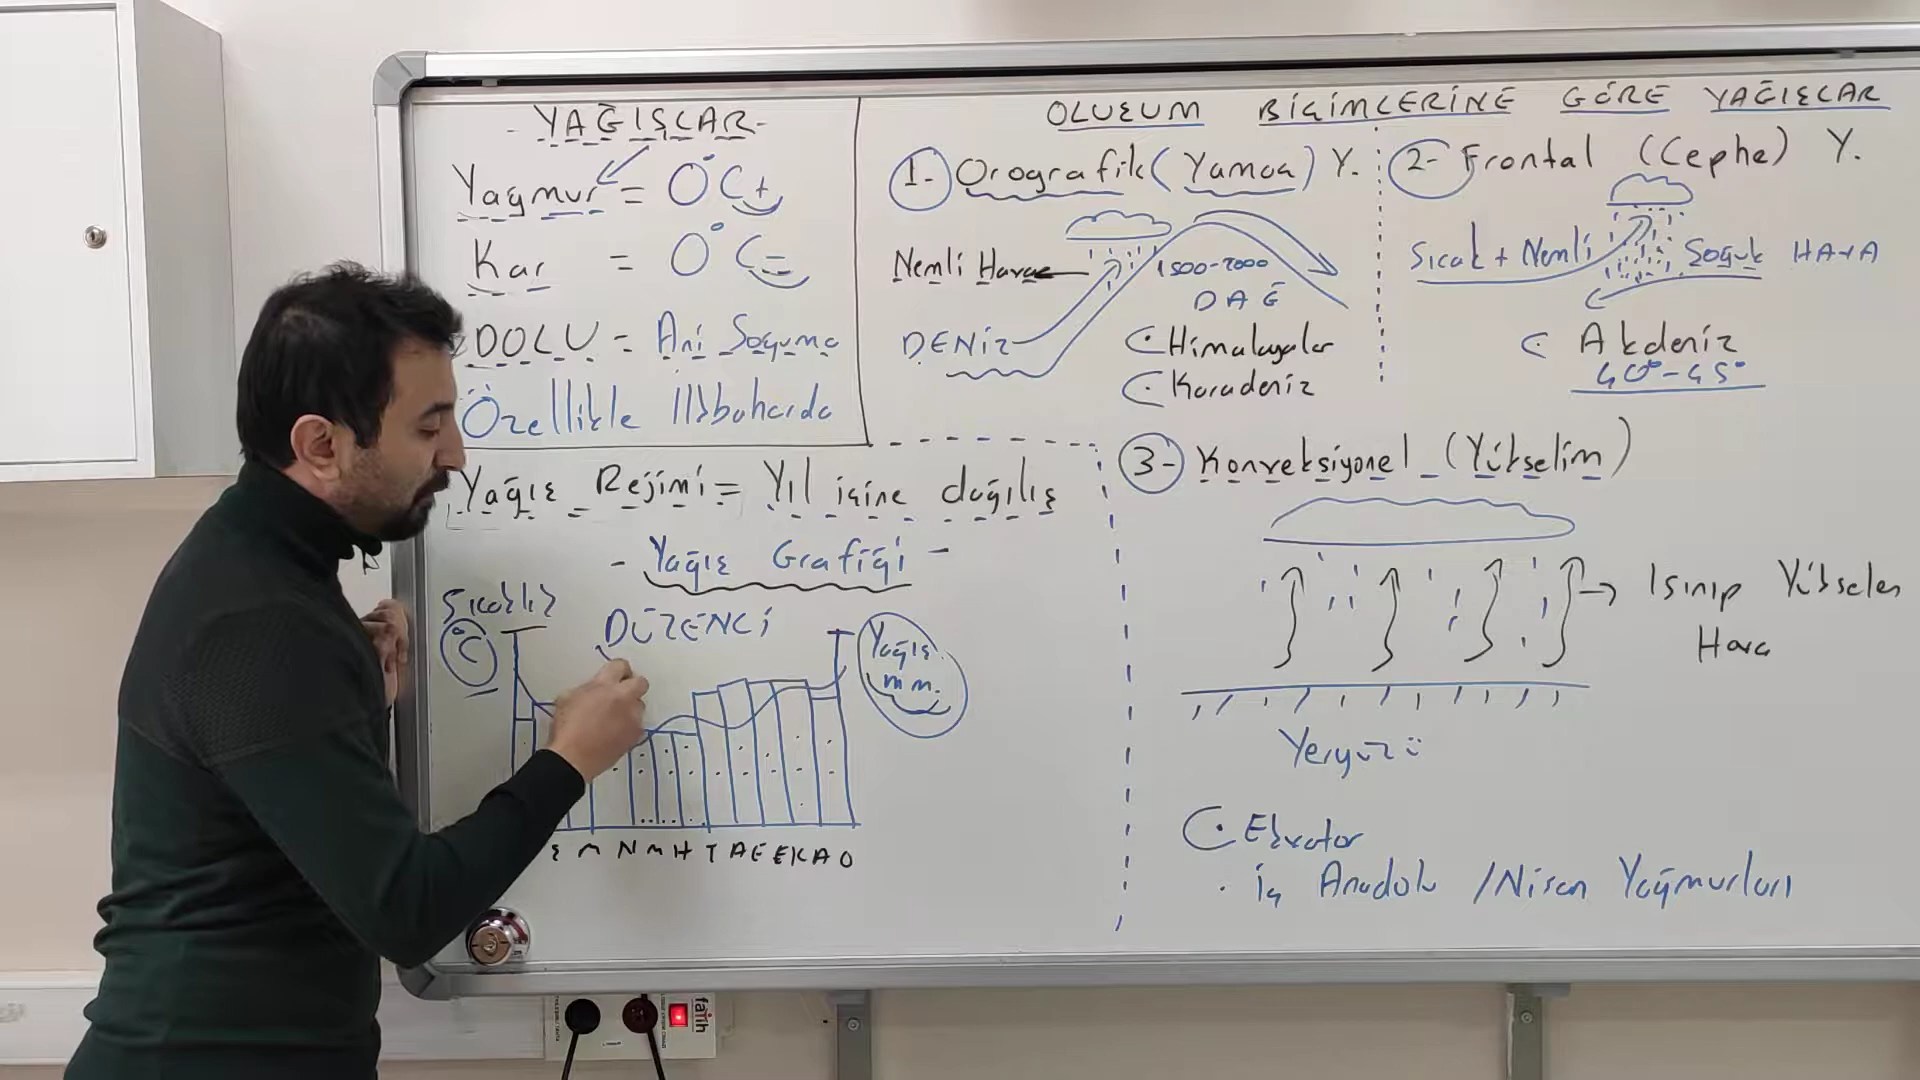 - YAĞIŞLAR -
Yağmur = 0°C +
Kar = 0°C -
DOLU = Ani Soğuma
Özellikle İlkbaharda
Yağış Rejimi = Yıl içine dağılış
- Yağış Grafiği -
Sıcaklık
°C
DÜZENLİ
Yağış
mm.
Ş M N M H T A E E K A O
OLUŞUM BİÇİMLERİNE GÖRE YAĞIŞLAR
1- Orografik (Yamaç) Y.
Nemli Hava
1500-2000
DAĞ
DENİZ
Himalayalar
Karadeniz
2- Frontal (Cephe) Y.
Sıcak + Nemli
Soğuk HAVA
Akdeniz
40°-45°
3- Konveksiyonel (Yükselim)
Isınıp Yükselen
Hava
Yeryüzü
Ekvator
İç Anadolu / Nisan Yağmurları
fatih